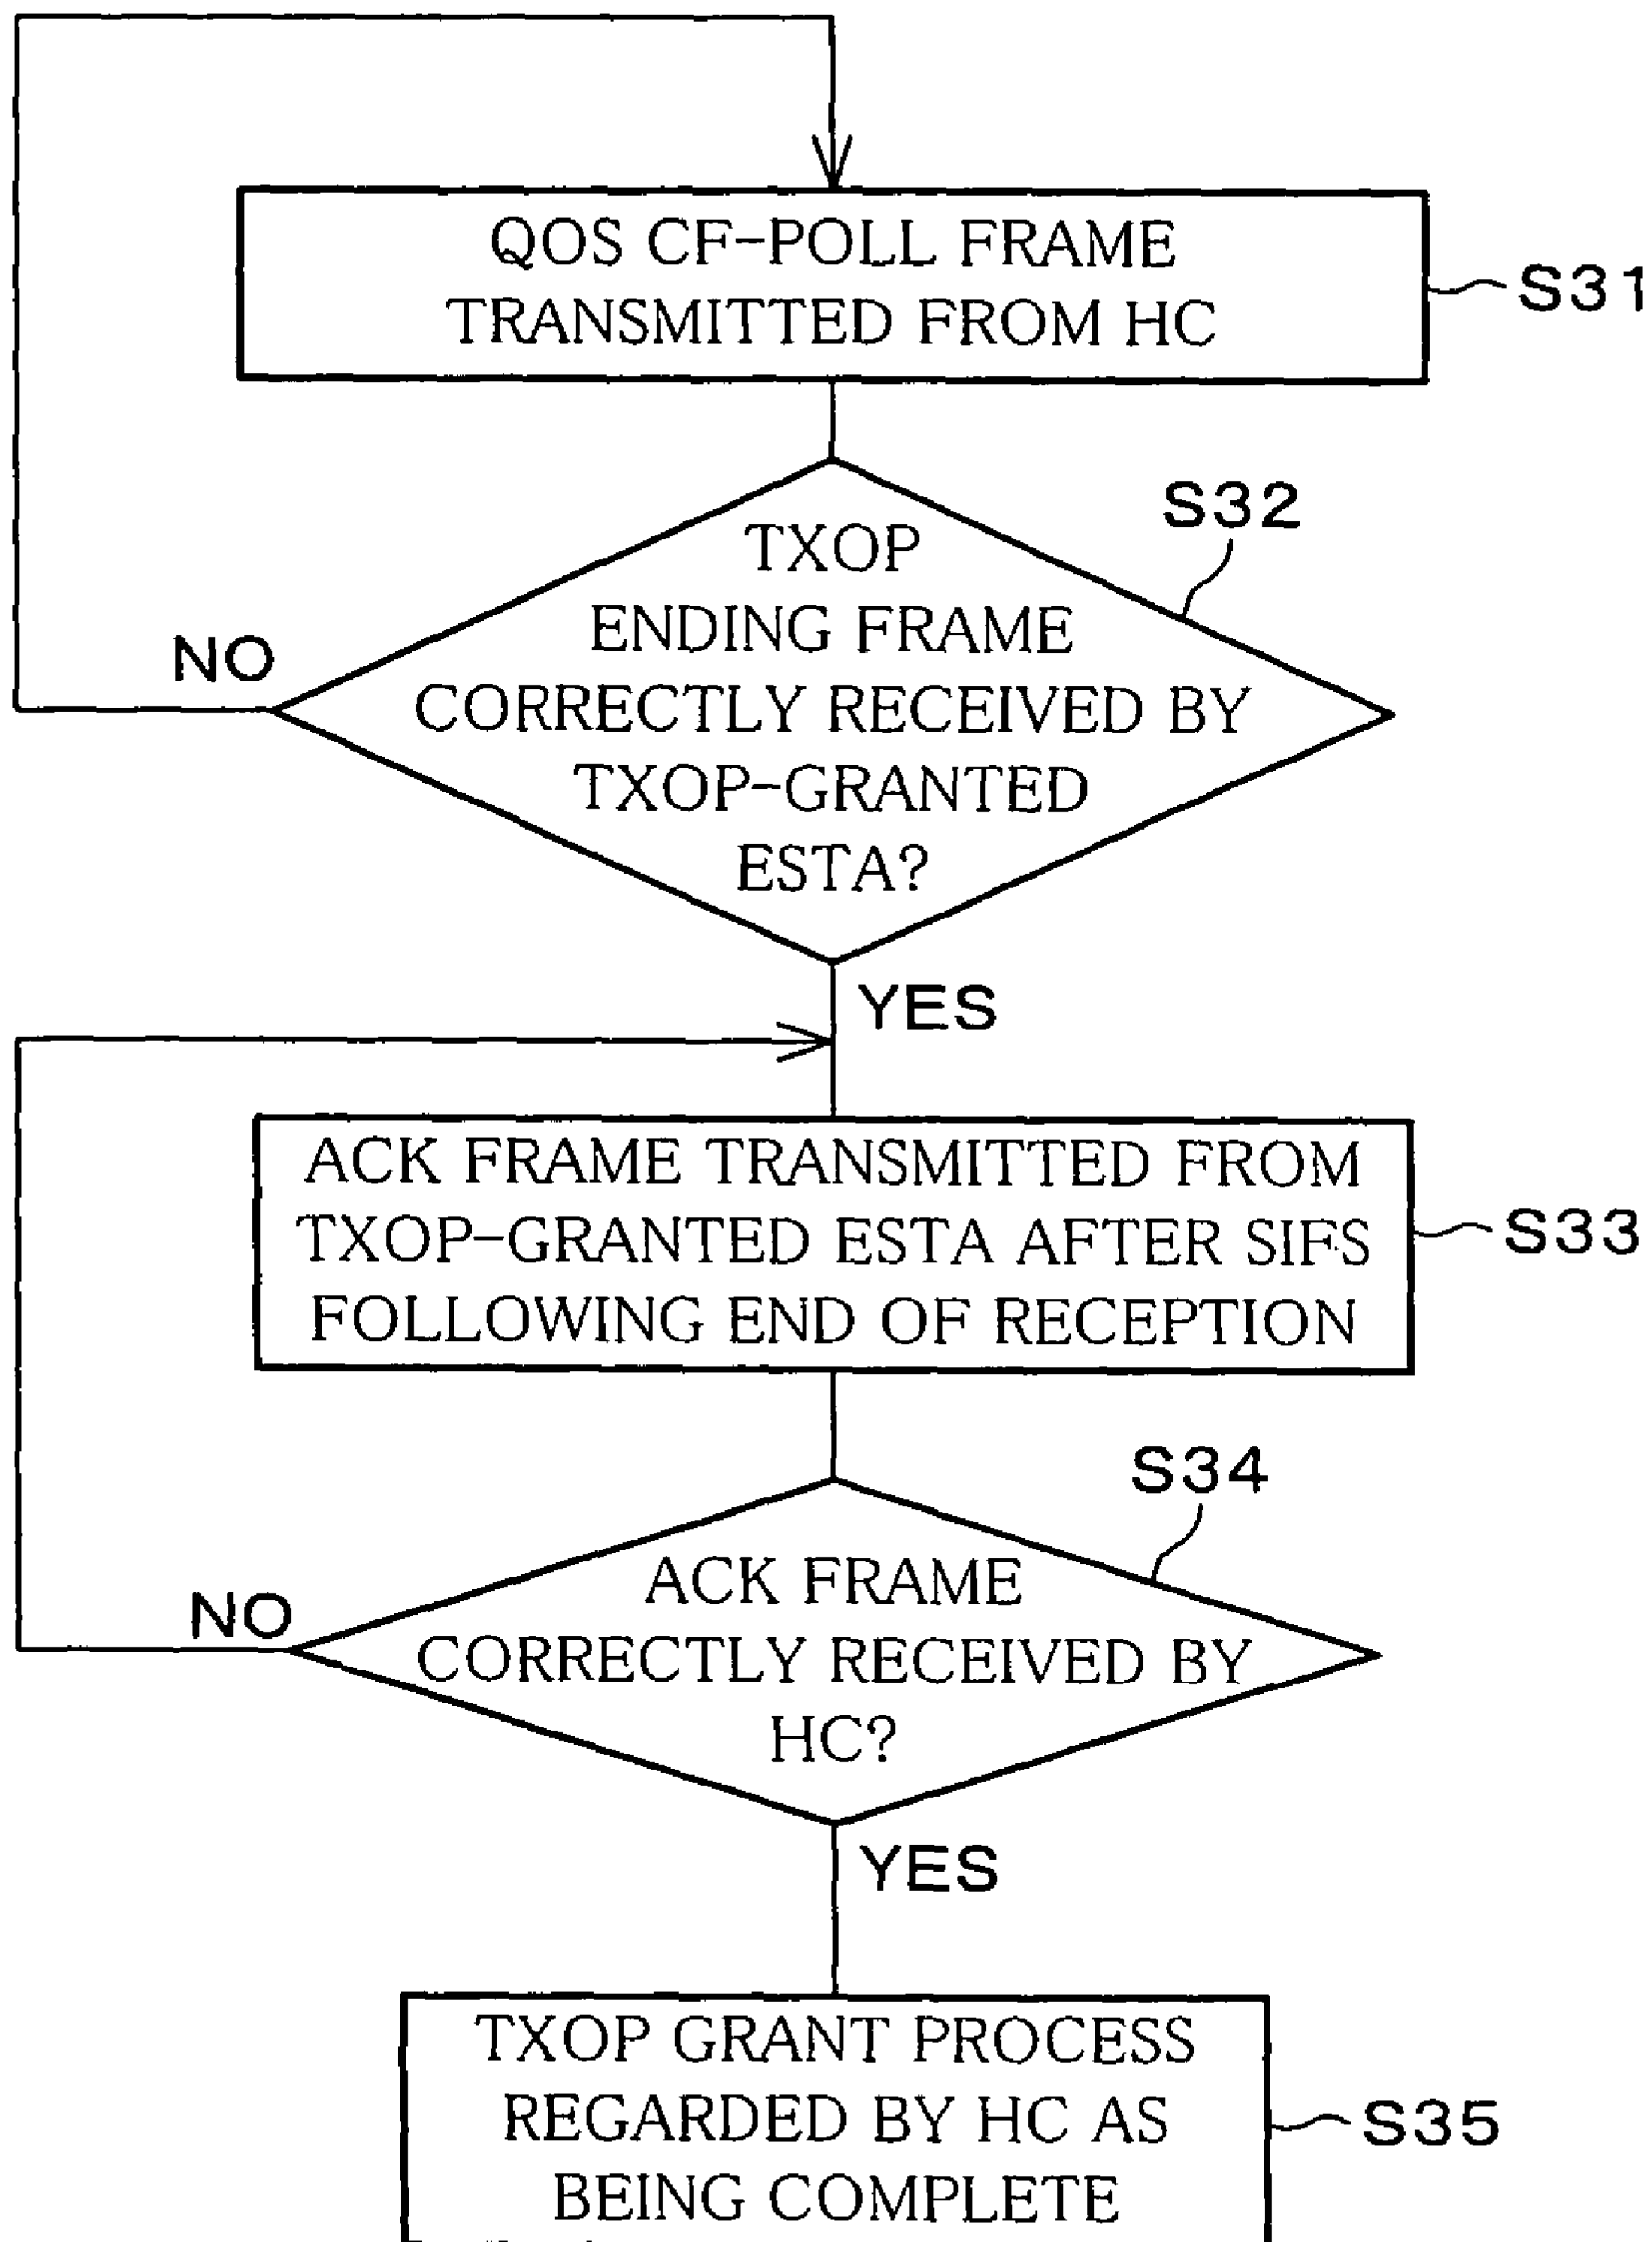 QOS CF-POLL FRAME
TRANSMITTED FROM HC
S31
S32
TXOP
ENDING FRAME
CORRECTLY RECEIVED BY
TXOP-GRANTED
ESTA?
NO
YES
ACK FRAME TRANSMITTED FROM
TXOP-GRANTED ESTA AFTER SIFS
FOLLOWING END OF RECEPTION
S33
S34
ACK FRAME
CORRECTLY RECEIVED BY
HC?
NO
YES
TXOP GRANT PROCESS
REGARDED BY HC AS
BEING COMPLETE
S35